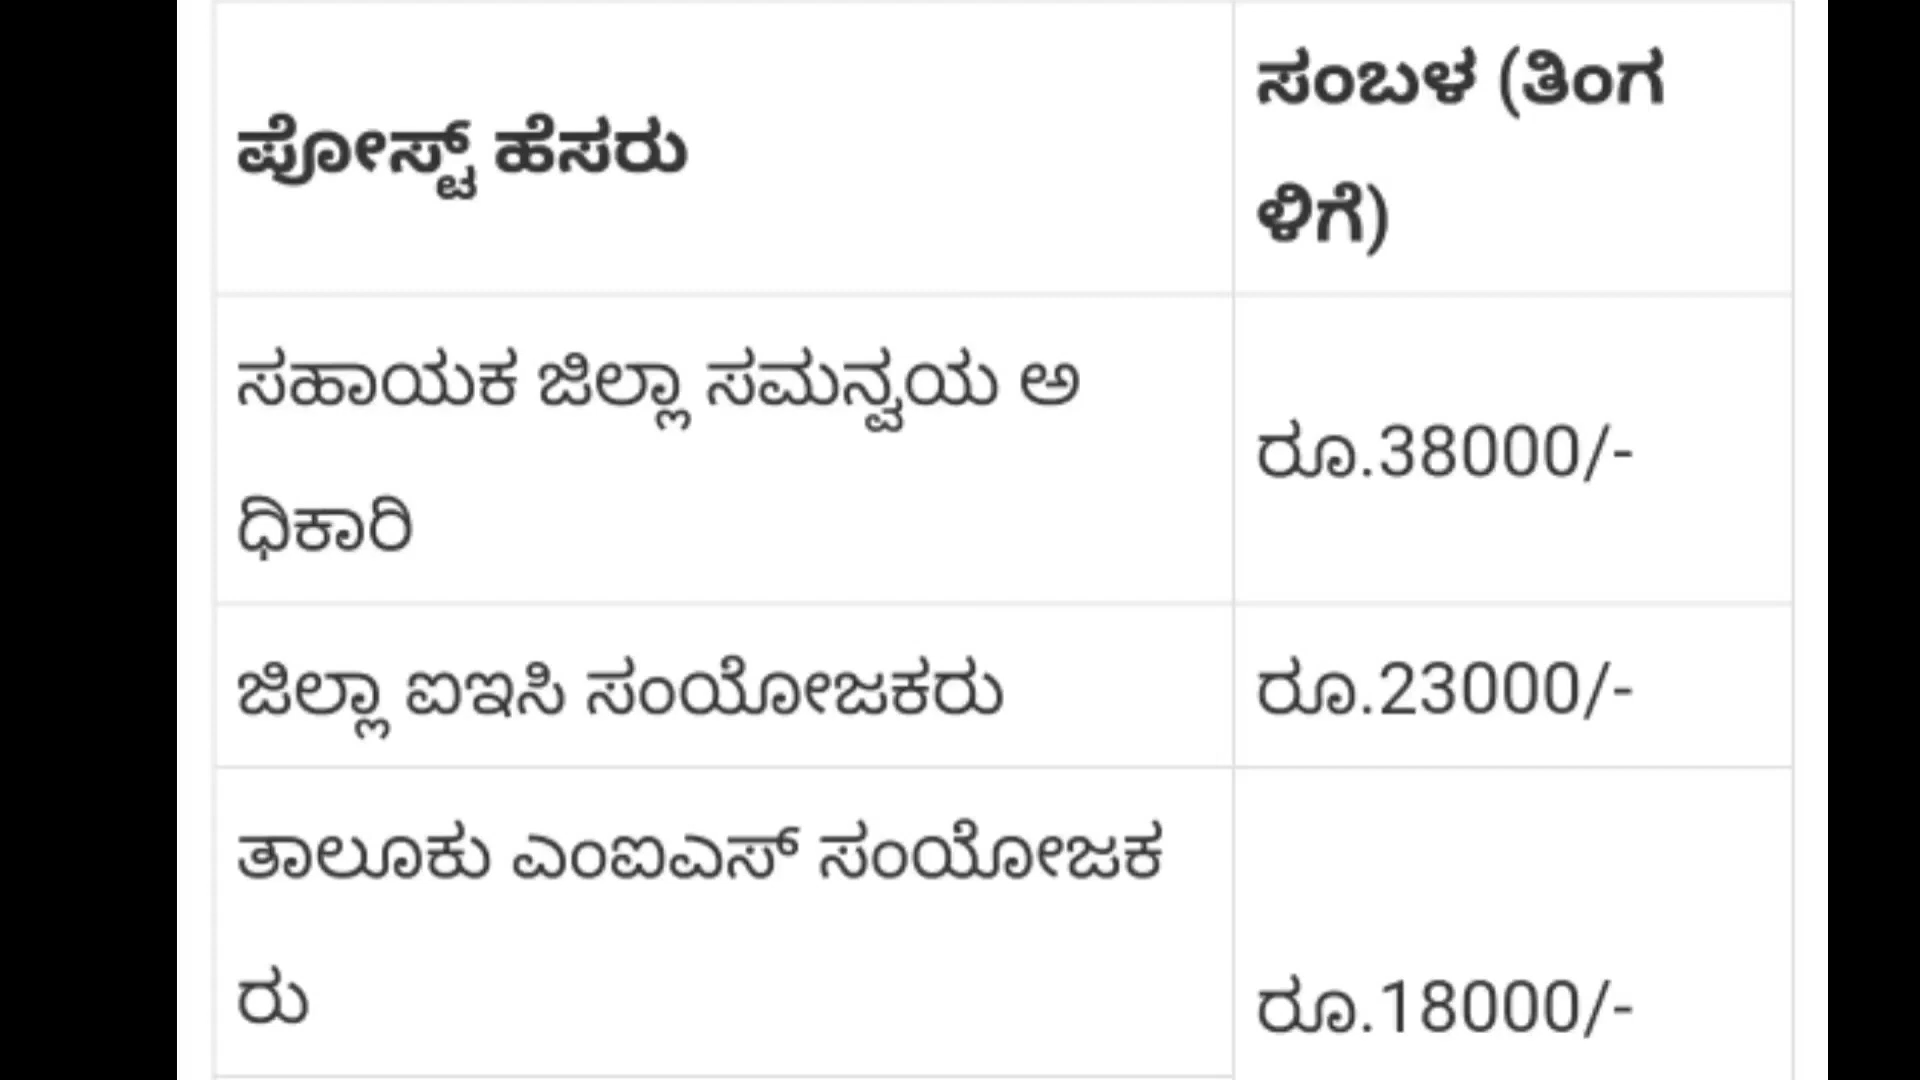 ಪೋಸ್ಟ್ ಹೆಸರು
ಸಂಬಳ (ತಿಂಗ
ಳಿಗೆ)
ಸಹಾಯಕ ಜಿಲ್ಲಾ ಸಮನ್ವಯ ಅ
ಧಿಕಾರಿ
ರೂ.38000/-
ಜಿಲ್ಲಾ ಐಇಸಿ ಸಂಯೋಜಕರು
ರೂ.23000/-
ತಾಲೂಕು ಎಂಐಎಸ್ ಸಂಯೋಜಕ
ರು
ರೂ.18000/-